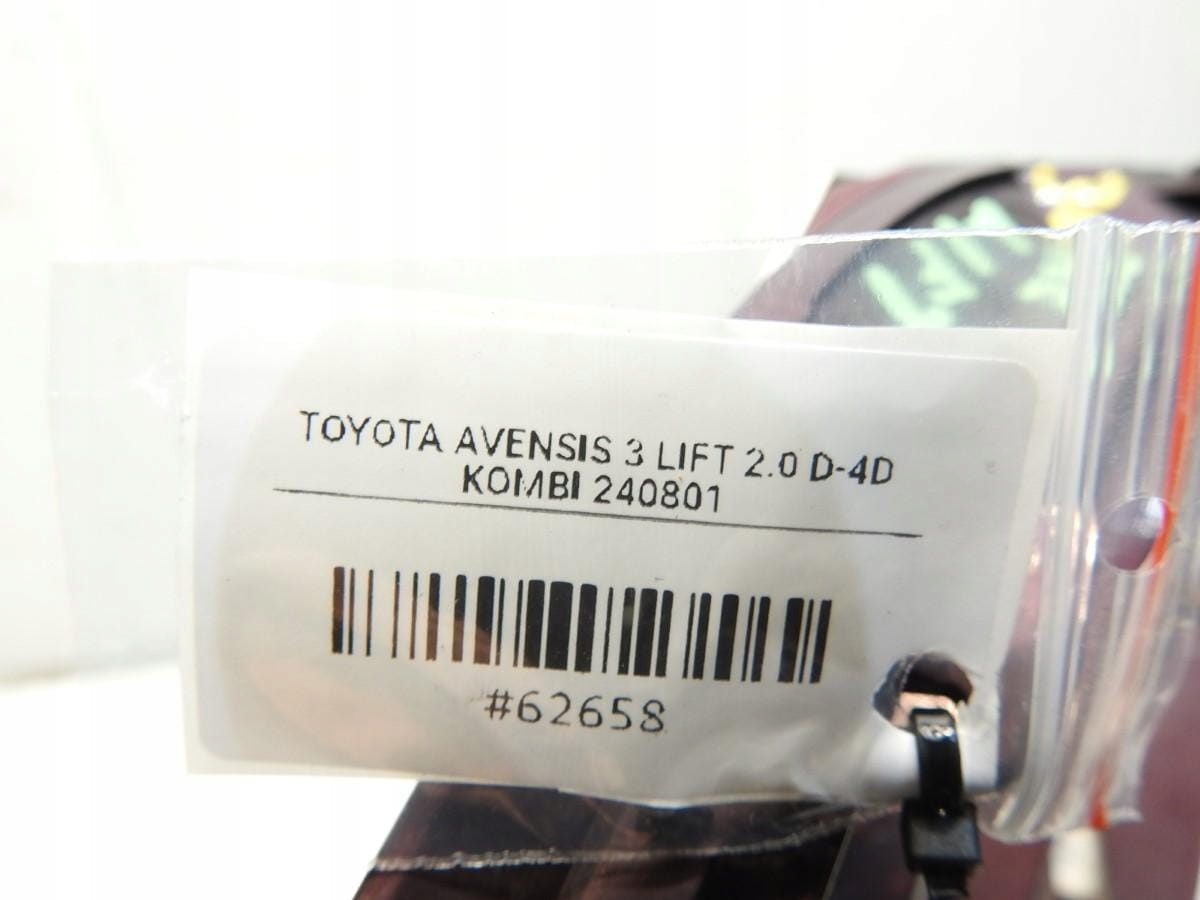 TOYOTA AVENSIS 3 LIFT 2.0 D-4D
KOMBI 240801
#62658